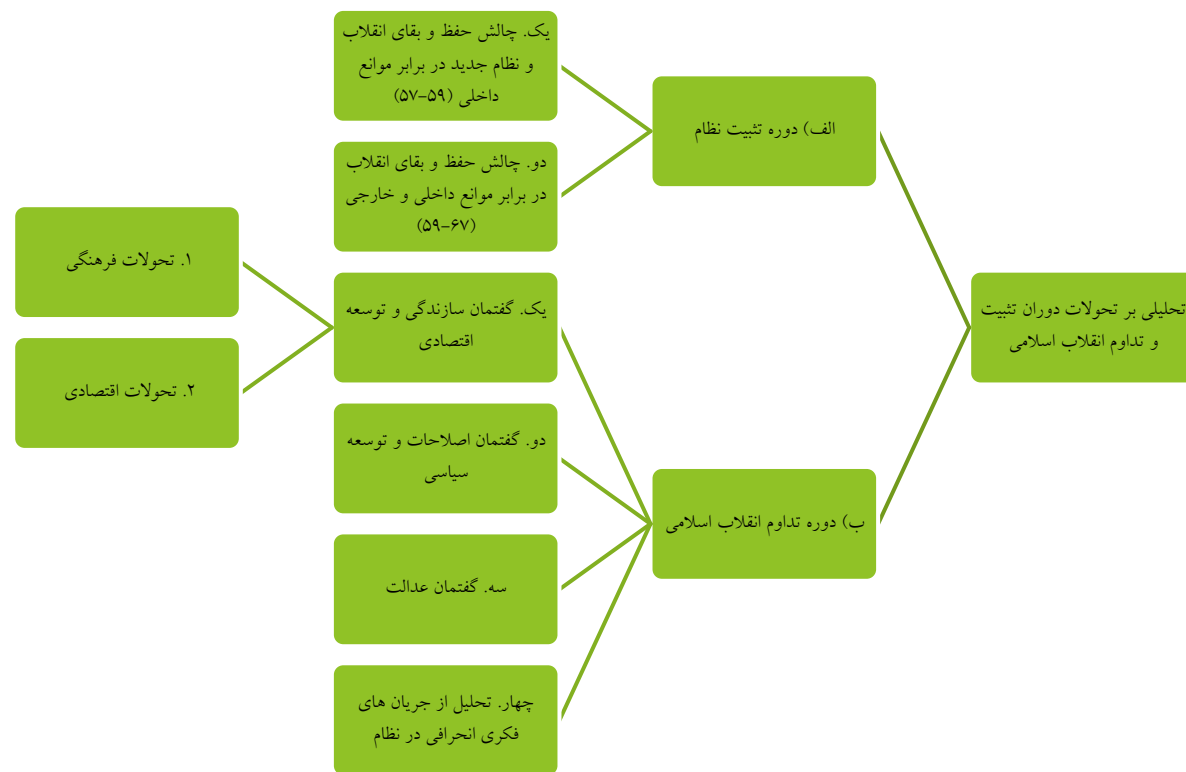 تحلیلی بر تحولات دوران تثبیت
و تداوم انقلاب اسلامی
الف) دوره تثبیت نظام
یک. چالش حفظ و بقای انقلاب
و نظام جدید در برابر موانع
داخلی (۵۹-۵۷)
دو. چالش حفظ و بقای انقلاب
در برابر موانع داخلی و خارجی
(۵۹-۶۷)
ب) دوره تداوم انقلاب اسلامی
یک. گفتمان سازندگی و توسعه
اقتصادی
۱. تحولات فرهنگی
۲. تحولات اقتصادی
دو. گفتمان اصلاحات و توسعه
سیاسی
سه. گفتمان عدالت
چهار. تحلیل از جریان های
فکری انحرافی در نظام